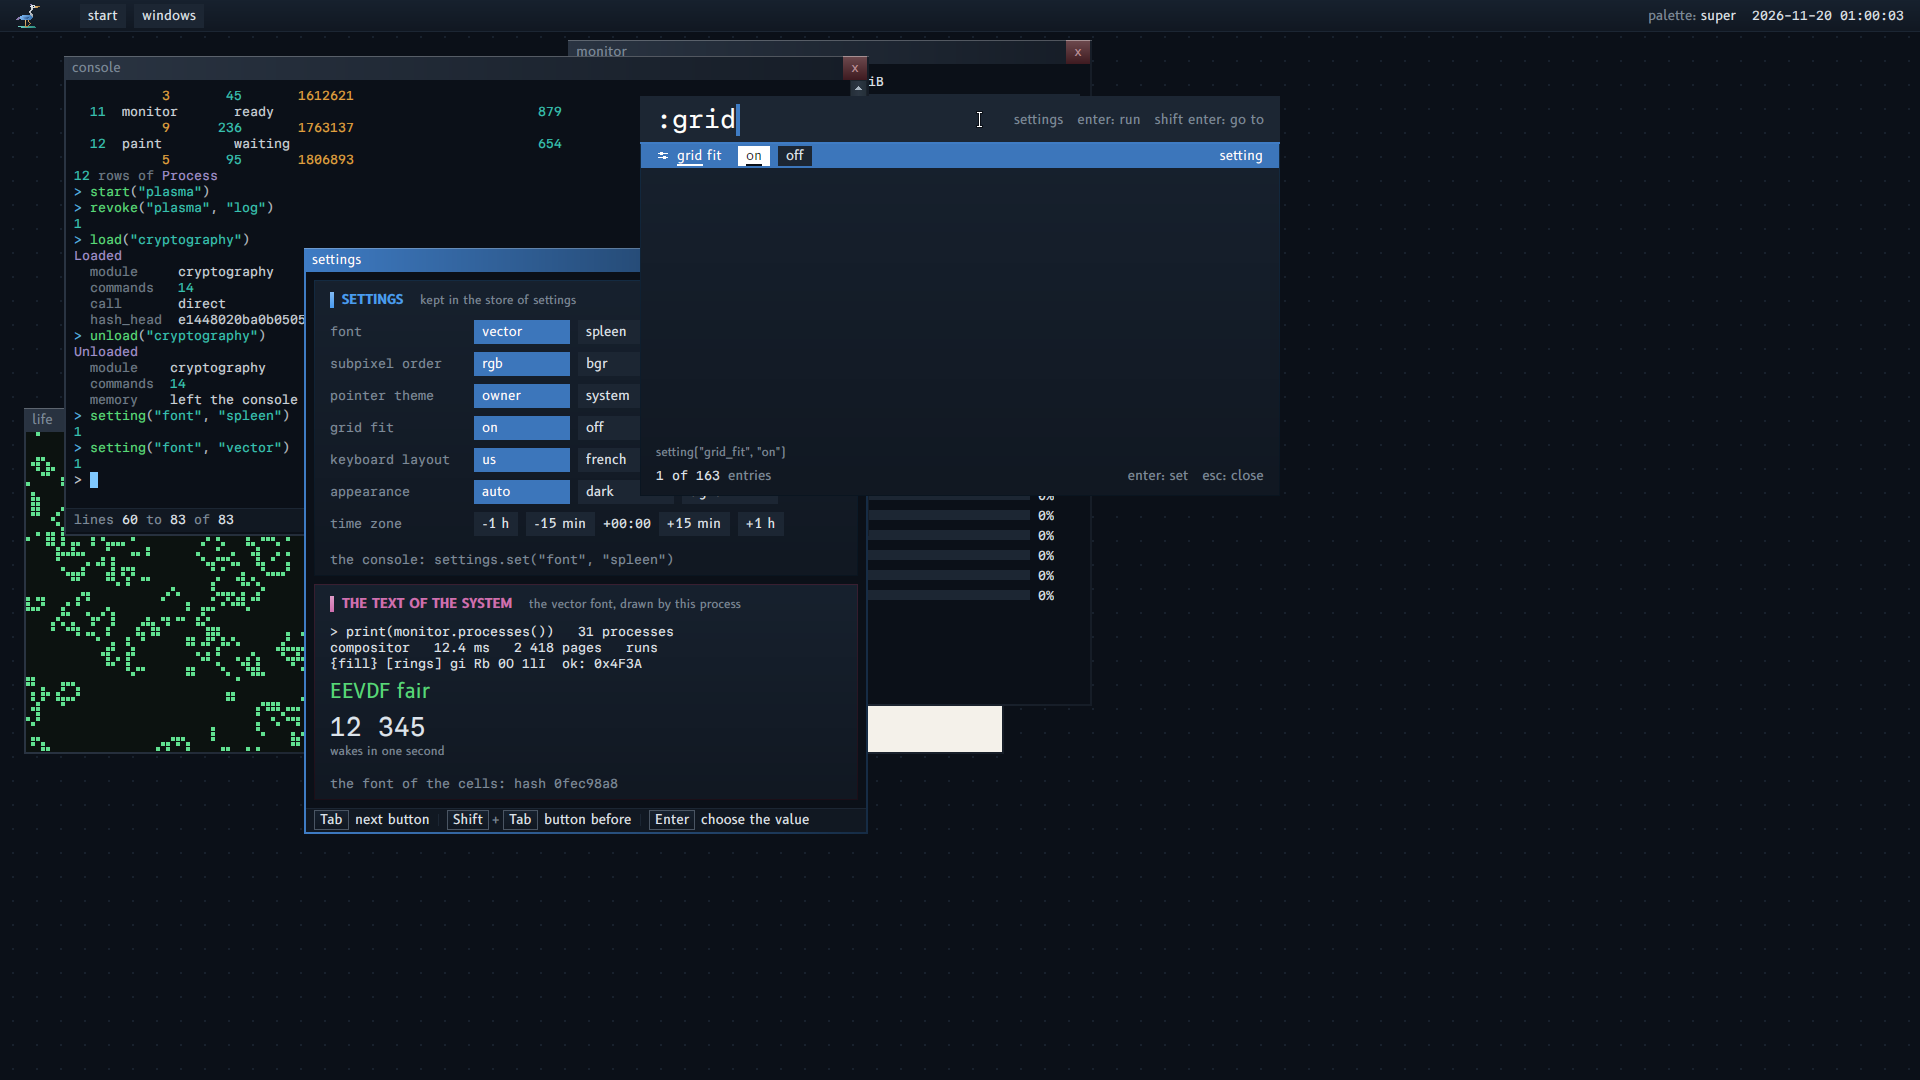 start windows palette: super 2026-11-20 01:00:03
monitor x
console x
iB
3 45 1612621
11 monitor ready 879
9 236 1763137
12 paint waiting 654
5 95 1806893
12 rows of Process
> start("plasma")
> revoke("plasma", "log")
1
> load("cryptography")
Loaded
module cryptography
commands 14
call direct
hash_head e1448020ba0b0505
> unload("cryptography")
Unloaded
module cryptography
commands 14
memory left the console
> setting("font", "spleen")
1
> setting("font", "vector")
1
>
lines 60 to 83 of 83
life
:grid settings enter: run shift enter: go to
grid fit on off setting
setting["grid_fit", "on"]
1 of 163 entries enter: set esc: close
settings
SETTINGS kept in the store of settings
font vector spleen
subpixel order rgb bgr
pointer theme owner system
grid fit on off
keyboard layout us french
appearance auto dark
time zone -1 h -15 min +00:00 +15 min +1 h
the console: settings.set("font", "spleen")
THE TEXT OF THE SYSTEM the vector font, drawn by this process
> print(monitor.processes()) 31 processes
compositor 12.4 ms 2 418 pages runs
{fill} [rings] gi Rb 0O 1lI ok: 0x4F3A
EEVDF fair
12 345
wakes in one second
the font of the cells: hash 0fec98a8
Tab next button Shift + Tab button before Enter choose the value
0%
0%
0%
0%
0%
0%